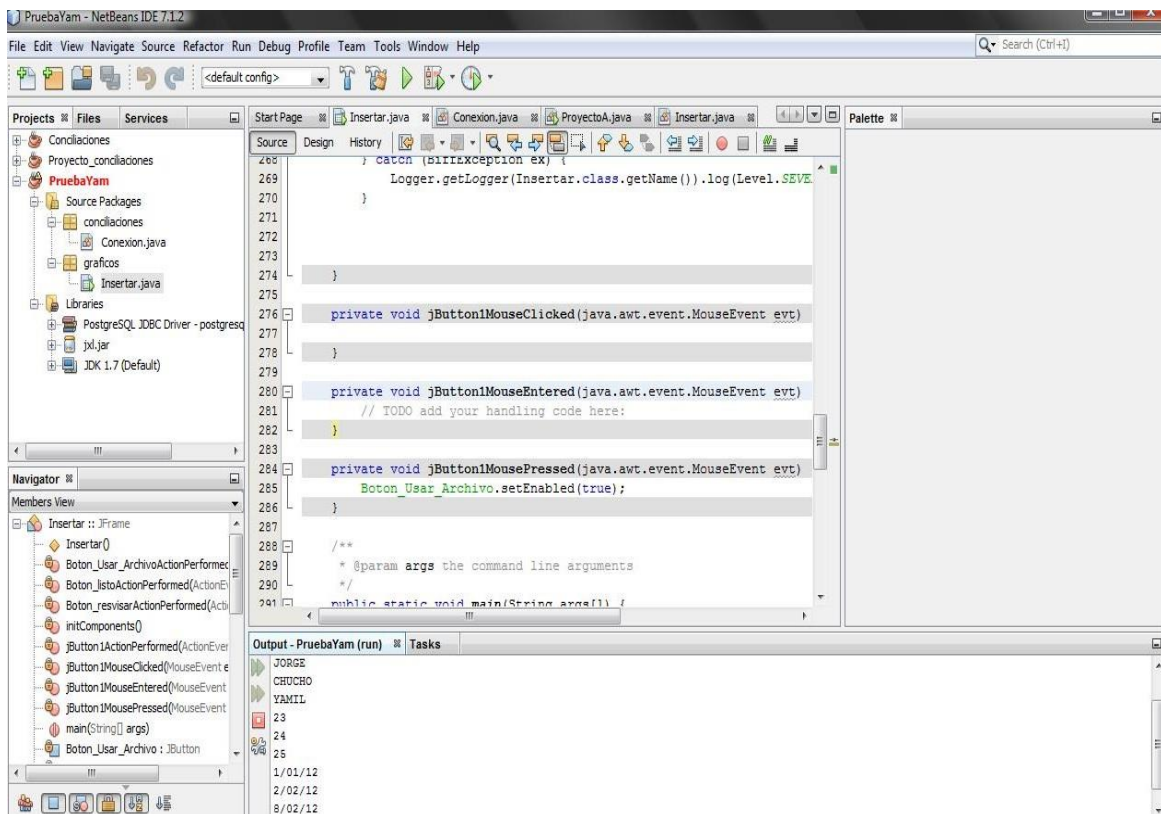 PruebaYam - NetBeans IDE 7.1.2
File Edit View Navigate Source Refactor Run Debug Profile Team Tools Window Help
Search (Ctrl+I)
<default config>
Projects Files Services
Conciliaciones
Proyecto_conciliaciones
PruebaYam
Source Packages
conciliaciones
Conexion.java
graficos
Insertar.java
Libraries
PostgreSQL JDBC Driver - postgresq
jxl.jar
JDK 1.7 (Default)
Navigator
Members View
Insertar :: JFrame
Insertar()
Boton_Usar_ArchivoActionPerformed
Boton_listoActionPerformed(ActionEv
Boton_resvisarActionPerformed(Acti
initComponents()
jButton1ActionPerformed(ActionEver
jButton1MouseClicked(MouseEvent e
jButton1MouseEntered(MouseEvent
jButton1MousePressed(MouseEvent
main(String[] args)
Boton_Usar_Archivo : JButton
Start Page Insertar.java Conexion.java ProyectoA.java Insertar.java
Source Design History
268 } catch (BiffException ex) {
269 Logger.getLogger(Insertar.class.getName()).log(Level.SEVE
270 }
271
272
273
274 }
275
276 private void jButton1MouseClicked(java.awt.event.MouseEvent evt)
277
278 }
279
280 private void jButton1MouseEntered(java.awt.event.MouseEvent evt)
281 // TODO add your handling code here:
282 }
283
284 private void jButton1MousePressed(java.awt.event.MouseEvent evt)
285 Boton_Usar_Archivo.setEnabled(true);
286 }
287
288 /**
289 * @param args the command line arguments
290 */
291 public static void main(String args[]) {
Palette
Output - PruebaYam (run) Tasks
JORGE
CHUCHO
YAMIL
23
24
25
1/01/12
2/02/12
8/02/12